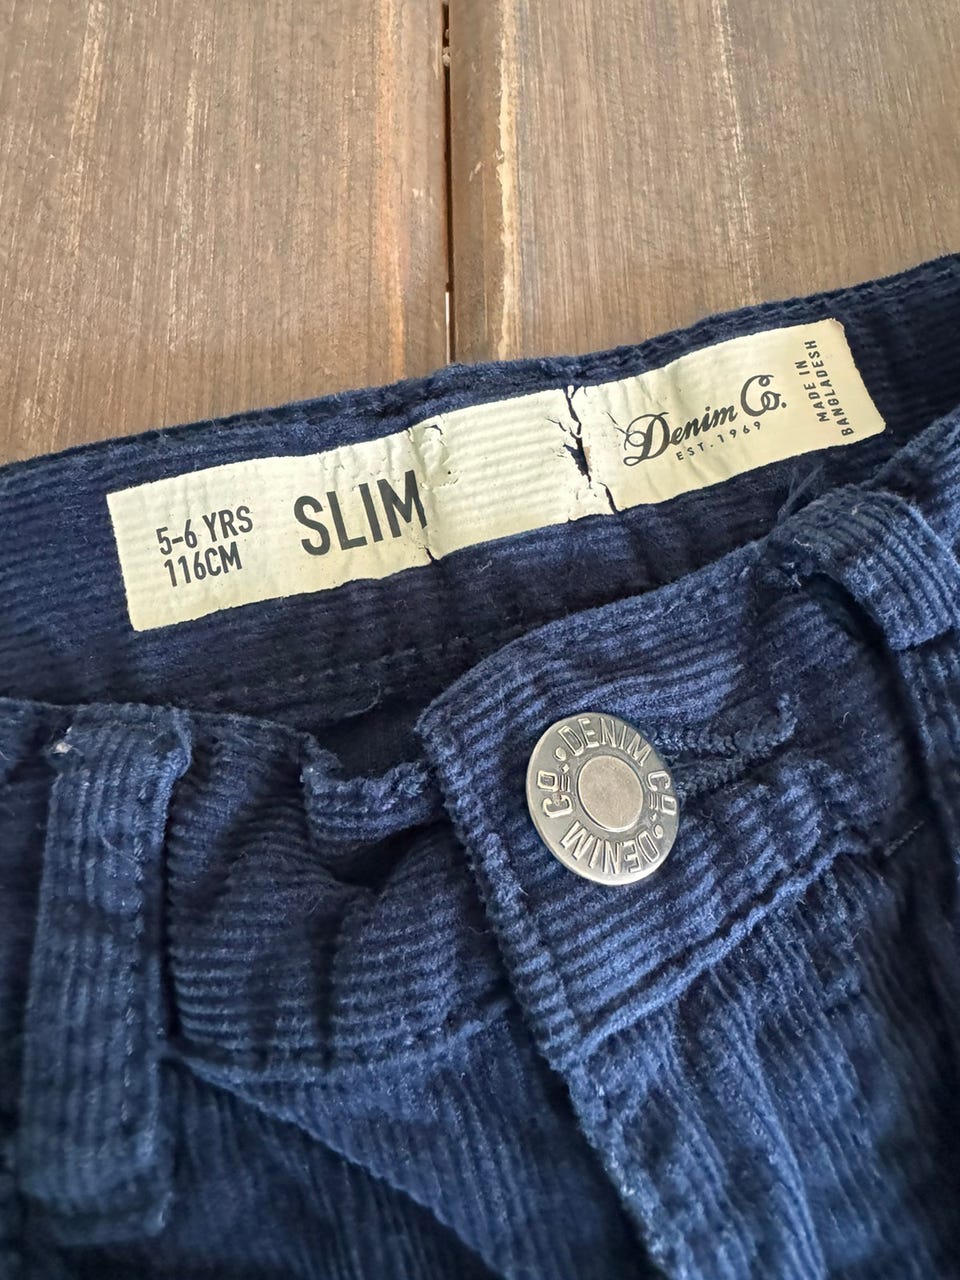 5-6 YRS
116CM
SLIM
Denim Co.
EST. 1969
MADE IN
BANGLADESH
DENIM CO.
DENIM CO.